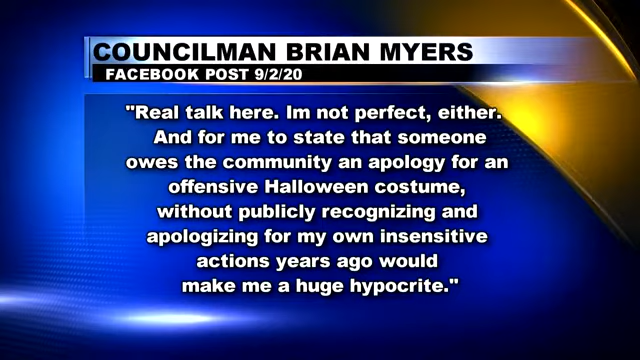 COUNCILMAN BRIAN MYERS
FACEBOOK POST 9/2/20
"Real talk here. Im not perfect, either.
And for me to state that someone
owes the community an apology for an
offensive Halloween costume,
without publicly recognizing and
apologizing for my own insensitive
actions years ago would
make me a huge hypocrite."